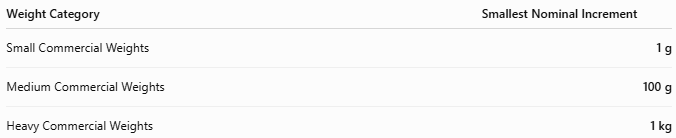 Weight Category Smallest Nominal Increment
Small Commercial Weights 1 g
Medium Commercial Weights 100 g
Heavy Commercial Weights 1 kg